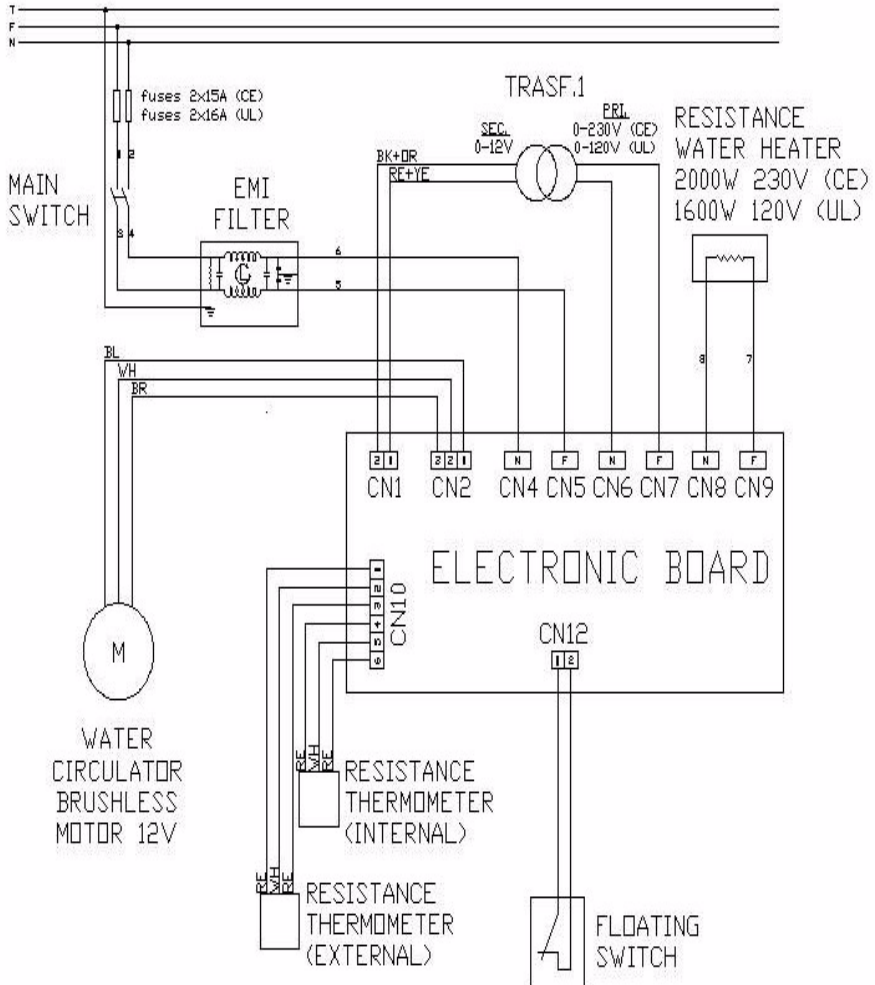 T
F
N
fuses 2x15A (CE)
fuses 2x16A (UL)
1 2
MAIN
SWITCH
3 4
EMI
FILTER
6
5
TRASF.1
SEC.
0-12V
PRI.
0-230V (CE)
0-120V (UL)
BK+OR
RE+YE
RESISTANCE
WATER HEATER
2000W 230V (CE)
1600W 120V (UL)
8 7
BL
WH
BR
2 1
3 2 1
N
F
N
F
N
F
CN1
CN2
CN4
CN5
CN6
CN7
CN8
CN9
ELECTRONIC BOARD
1
2
3
4
5
6
CN10
CN12
1 2
M
WATER
CIRCULATOR
BRUSHLESS
MOTOR 12V
RE
WH
RE
RESISTANCE
THERMOMETER
(INTERNAL)
RE
WH
RE
RESISTANCE
THERMOMETER
(EXTERNAL)
FLOATING
SWITCH